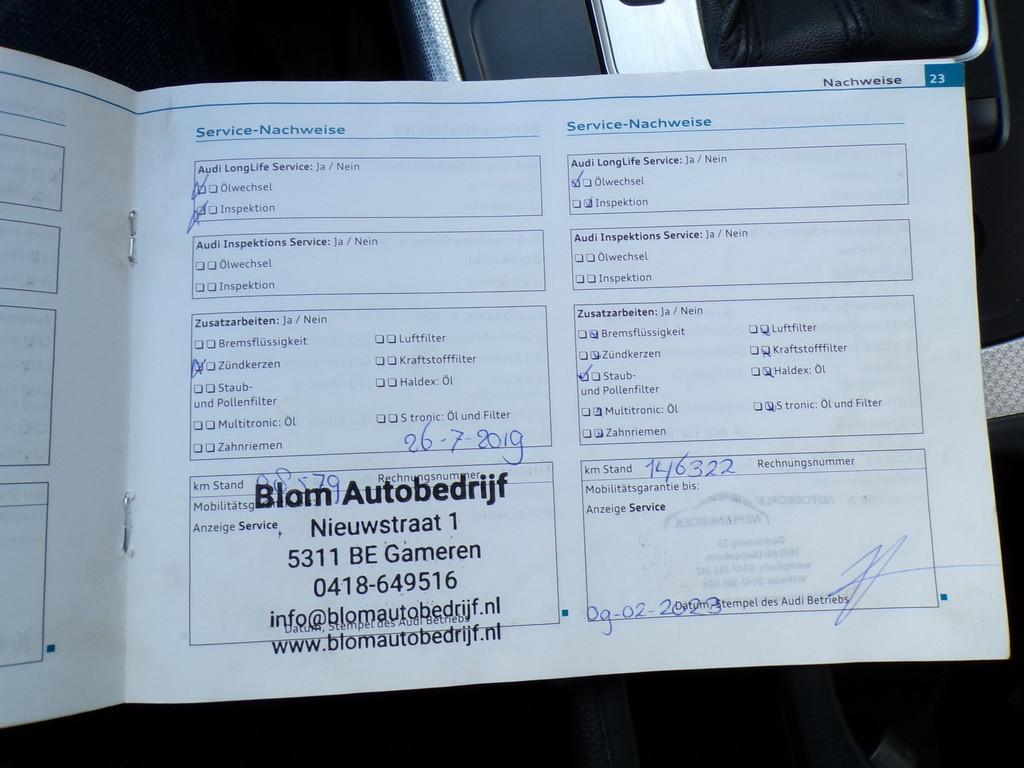 Nachweise 23
Service-Nachweise
Audi LongLife Service: Ja / Nein
Ölwechsel
Inspektion
Audi Inspektions Service: Ja / Nein
Ölwechsel
Inspektion
Zusatzarbeiten: Ja / Nein
Bremsflüssigkeit
Luftfilter
Zündkerzen
Kraftstofffilter
Staub-
und Pollenfilter
Haldex: Öl
Multitronic: Öl
S tronic: Öl und Filter
Zahnriemen
26-7-2019
km Stand
Rechnungsnummer
Blom Autobedrijf
Anzeige Service
Nieuwstraat 1
5311 BE Gameren
0418-649516
info@blomautobedrijf.nl
Datum, Stempel des Audi Betriebs
www.blomautobedrijf.nl
Service-Nachweise
Audi LongLife Service: Ja / Nein
Ölwechsel
Inspektion
Audi Inspektions Service: Ja / Nein
Ölwechsel
Inspektion
Zusatzarbeiten: Ja / Nein
Bremsflüssigkeit
Luftfilter
Zündkerzen
Kraftstofffilter
Staub-
und Pollenfilter
Haldex: Öl
Multitronic: Öl
S tronic: Öl und Filter
Zahnriemen
km Stand 146322 Rechnungsnummer
Mobilitätsgarantie bis:
Anzeige Service
09-02-2023
Datum, Stempel des Audi Betriebs